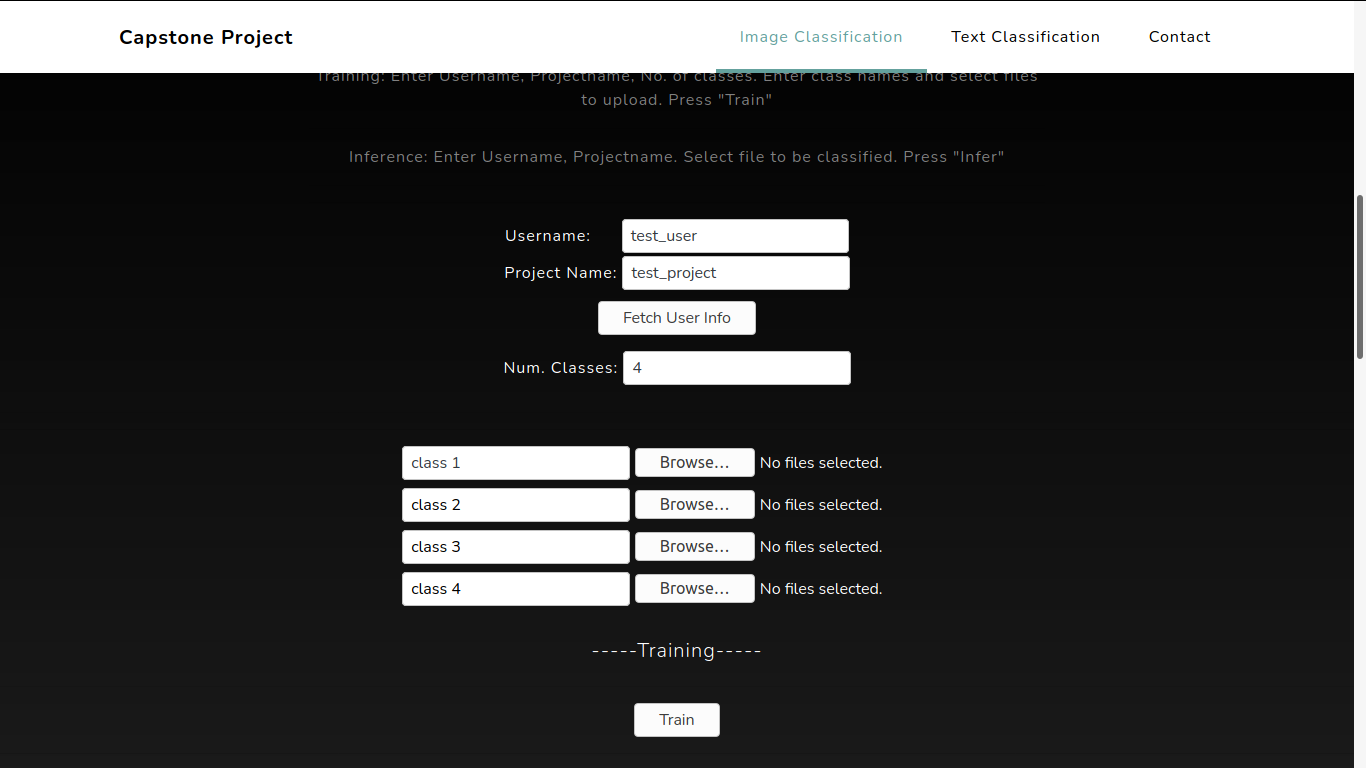 Capstone Project
Image Classification
Text Classification
Contact
Training: Enter Username, Projectname, No. of classes. Enter class names and select files
to upload. Press "Train"
Inference: Enter Username, Projectname. Select file to be classified. Press "Infer"
Username: test_user
Project Name: test_project
Fetch User Info
Num. Classes: 4
class 1 Browse... No files selected.
class 2 Browse... No files selected.
class 3 Browse... No files selected.
class 4 Browse... No files selected.
-----Training-----
Train